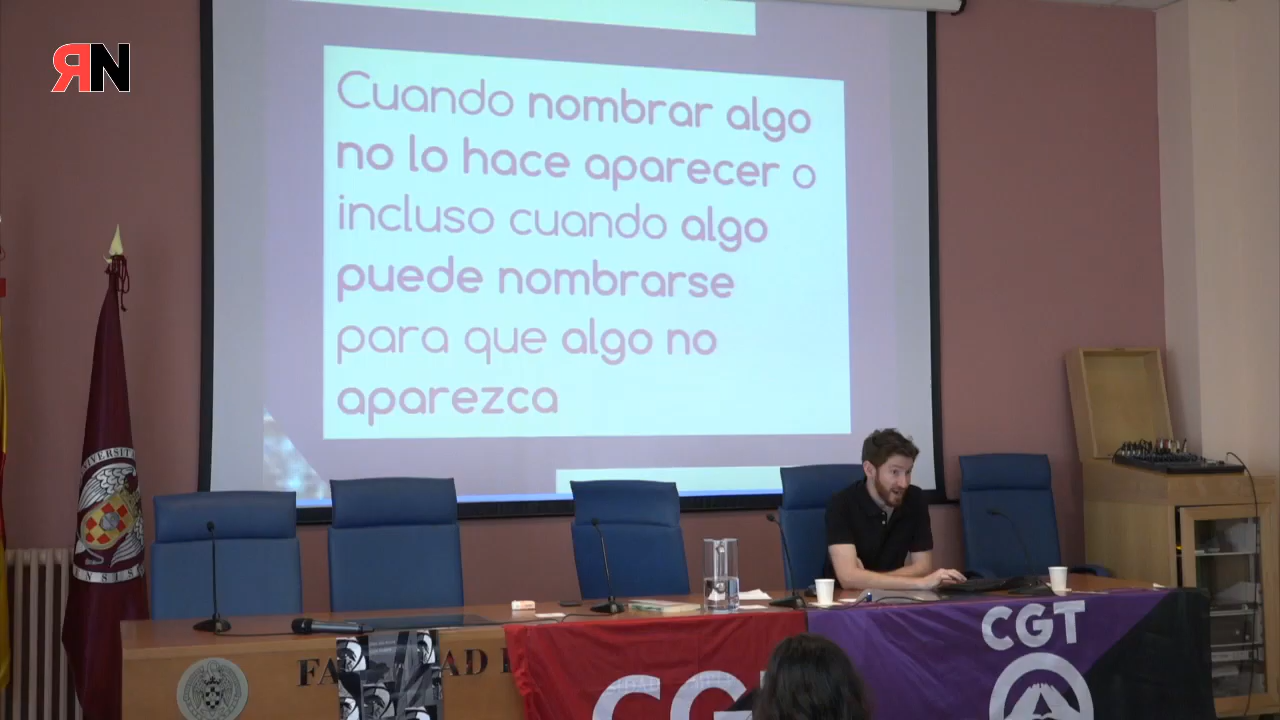 ЯN
Cuando nombrar algo
no lo hace aparecer o
incluso cuando algo
puede nombrarse
para que algo no
aparezca
CGT
CGT